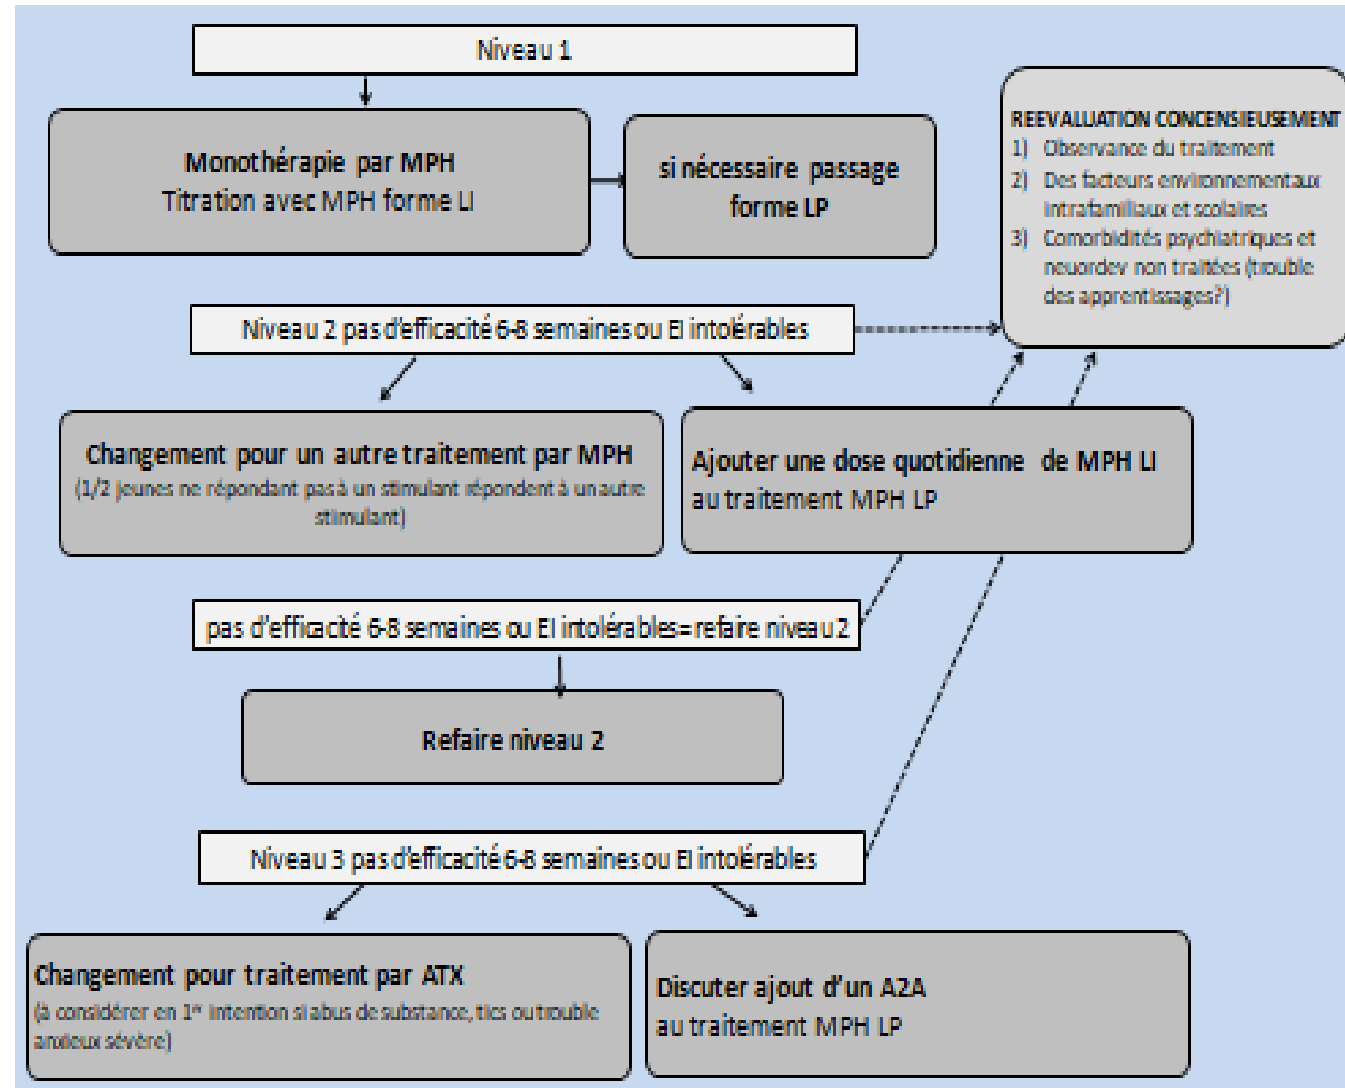 Niveau 1
Monothérapie par MPH
Titration avec MPH forme LI
si nécessaire passage
forme LP
REEVALUATION CONCENSIEUSEMENT
1) Observance du traitement
2) Des facteurs environnementaux
intrafamiliaux et scolaires
3) Comorbidités psychiatriques et
neuordev non traitées (trouble
des apprentissages?)
Niveau 2 pas d'efficacité 6-8 semaines ou EI intolérables
Changement pour un autre traitement par MPH
(1/2 jeunes ne répondant pas à un stimulant répondent à un autre
stimulant)
Ajouter une dose quotidienne de MPH LI
au traitement MPH LP
pas d'efficacité 6-8 semaines ou EI intolérables=refaire niveau 2
Refaire niveau 2
Niveau 3 pas d'efficacité 6-8 semaines ou EI intolérables
Changement pour traitement par ATX
(à considérer en 1re intention si abus de substance, tics ou trouble
anxieux sévère)
Discuter ajout d'un A2A
au traitement MPH LP